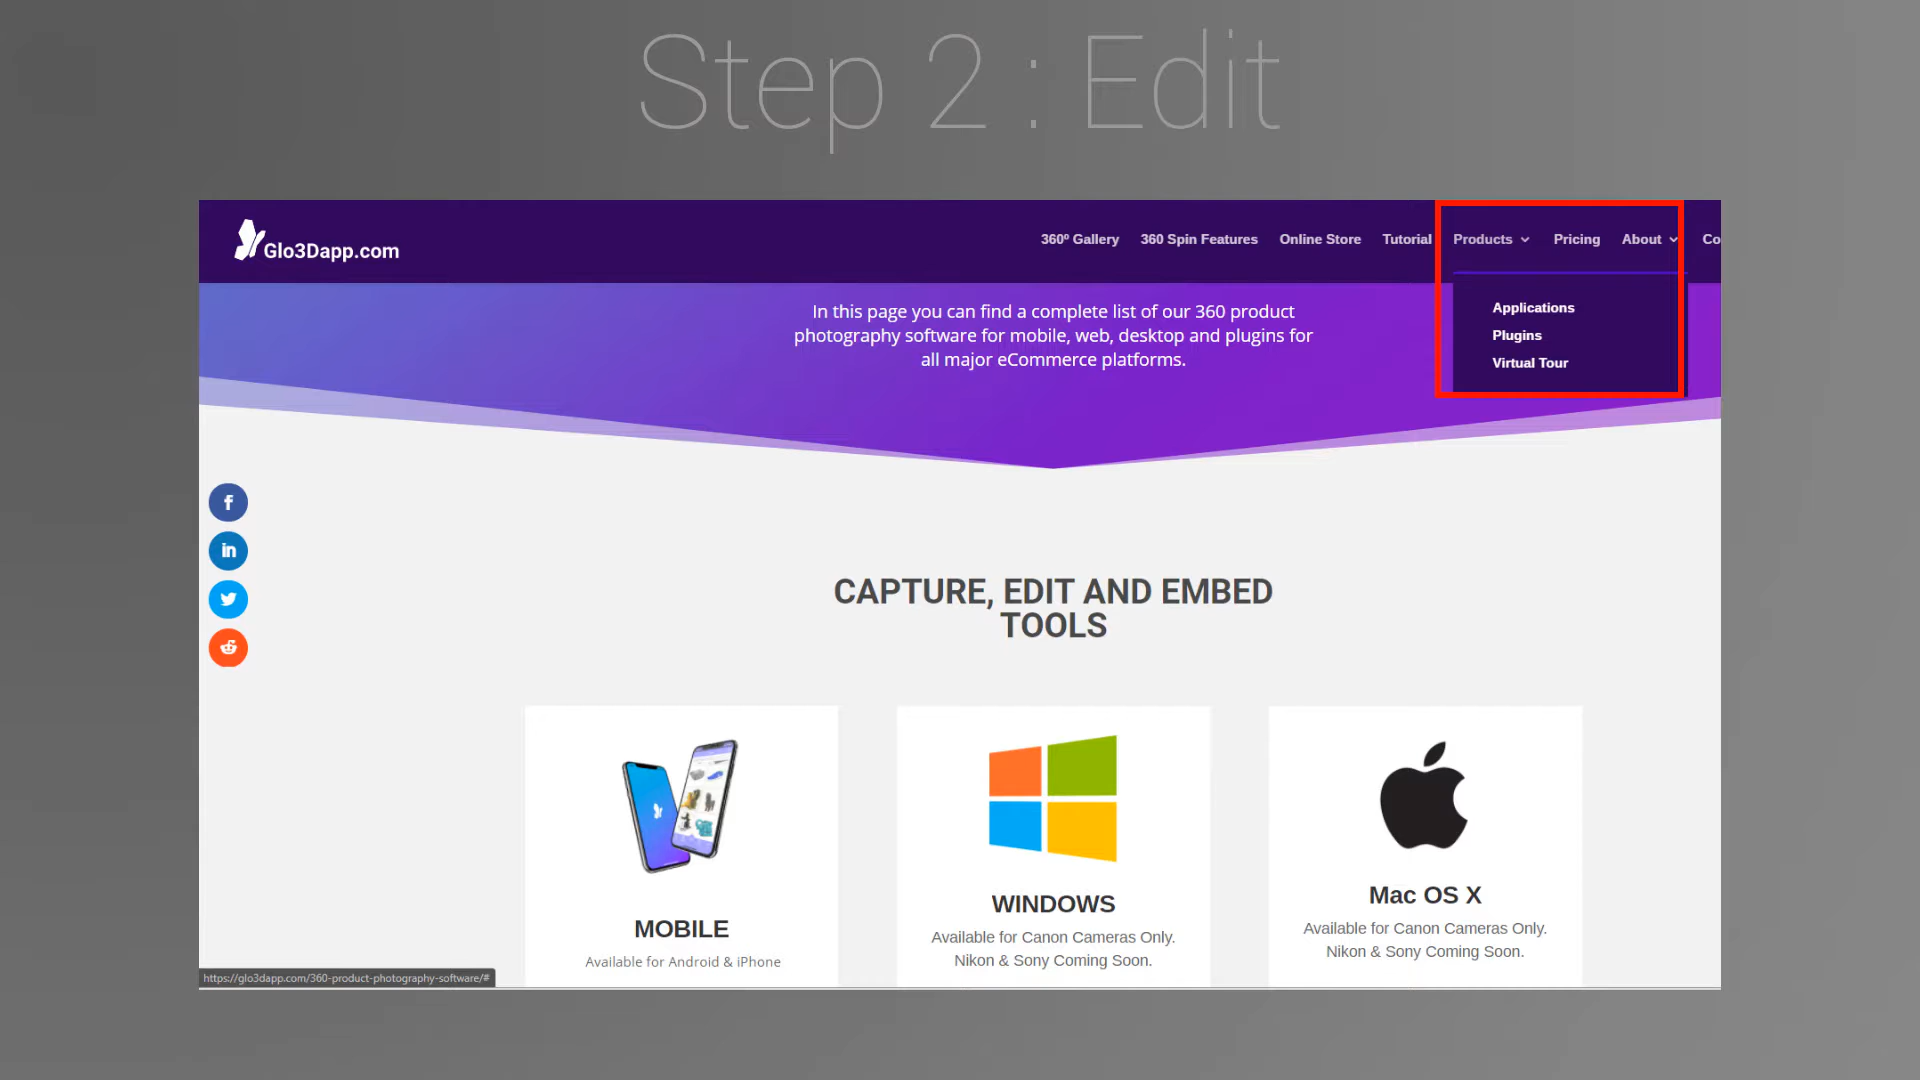 Step 2 : Edit
Glo3Dapp.com
360º Gallery
360 Spin Features
Online Store
Tutorial
Products
Pricing
About
Co
Applications
Plugins
Virtual Tour
In this page you can find a complete list of our 360 product
photography software for mobile, web, desktop and plugins for
all major eCommerce platforms.
f
in
CAPTURE, EDIT AND EMBED
TOOLS
MOBILE
Available for Android & iPhone
WINDOWS
Available for Canon Cameras Only.
Nikon & Sony Coming Soon.
Mac OS X
Available for Canon Cameras Only.
Nikon & Sony Coming Soon.
https://glo3dapp.com/360-product-photography-software/#